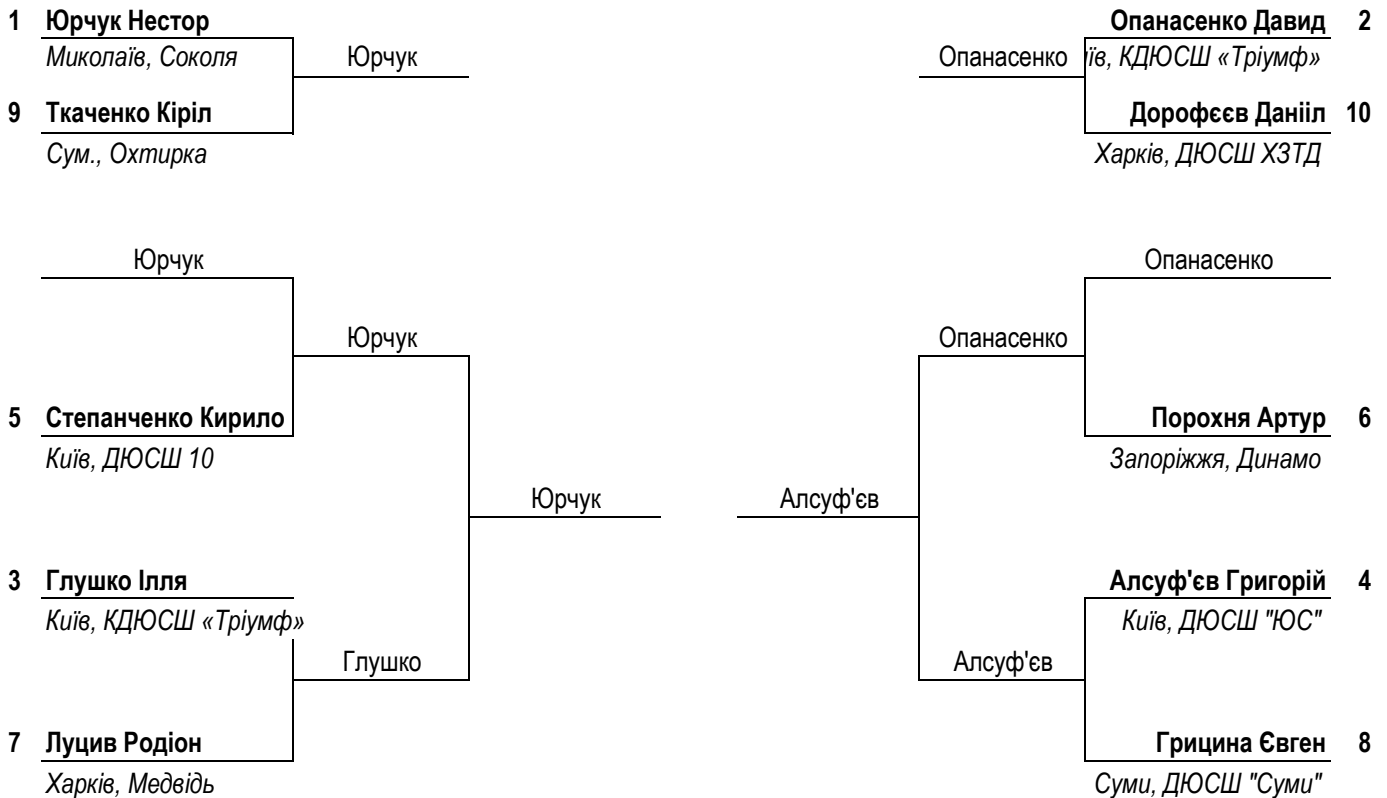 1 Юрчук Нестор
Миколаїв, Соколя
Юрчук
9 Ткаченко Кіріл
Сум., Охтирка
Опанасенко Давид 2
їв, КДЮСШ «Тріумф»
Опанасенко
Дорофєєв Данііл 10
Харків, ДЮСШ ХЗТД
Юрчук
Юрчук
5 Степанченко Кирило
Київ, ДЮСШ 10
Юрчук
3 Глушко Ілля
Київ, КДЮСШ «Тріумф»
Глушко
7 Луцив Родіон
Харків, Медвідь
Опанасенко
Опанасенко
Порохня Артур 6
Запоріжжя, Динамо
Алсуф'єв
Алсуф'єв Григорій 4
Київ, ДЮСШ "ЮС"
Алсуф'єв
Грицина Євген 8
Суми, ДЮСШ "Суми"